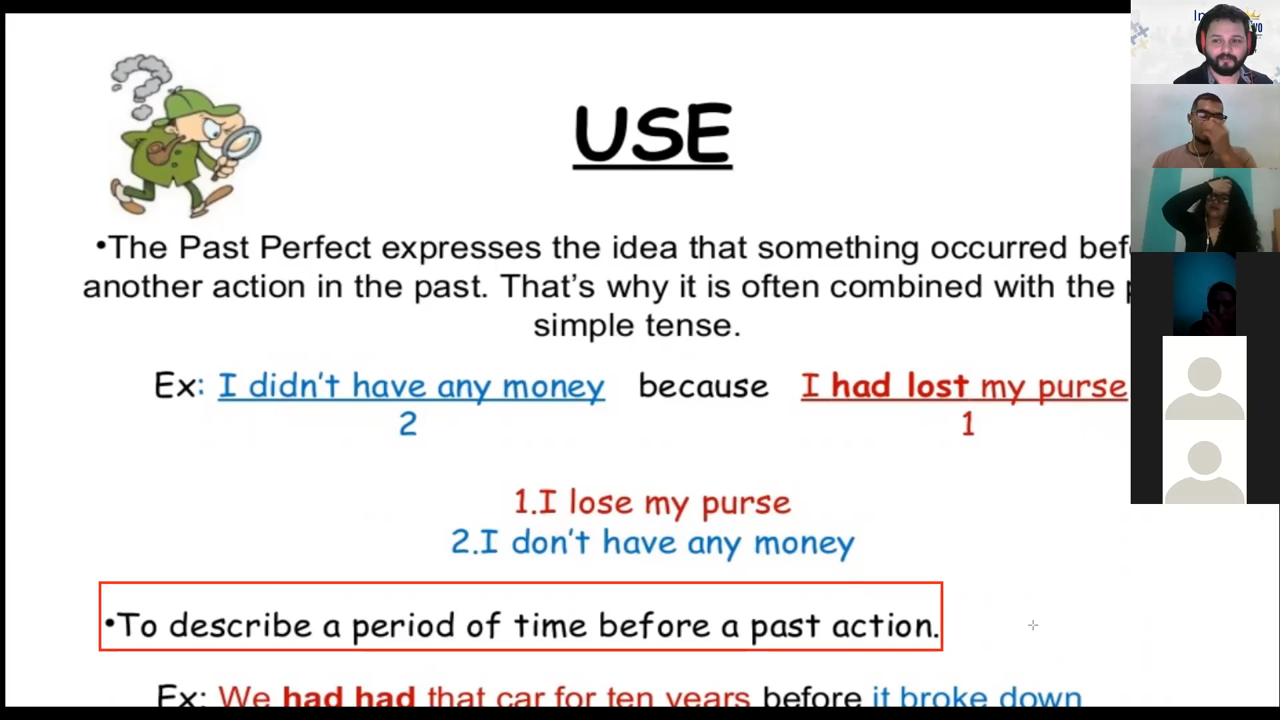 USE
•The Past Perfect expresses the idea that something occurred
another action in the past. That's why it is often combined with the
simple tense.
Ex: I didn't have any money because I had lost my purse
2 1
1.I lose my purse
2.I don't have any money
•To describe a period of time before a past action.
Ex: We had had that car for ten years before it broke down